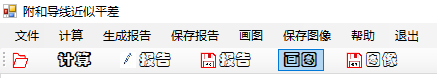 附和导线近似平差
文件 计算 生成报告 保存报告 画图 保存图像 帮助 退出
计算 报告 报告 画图 图像